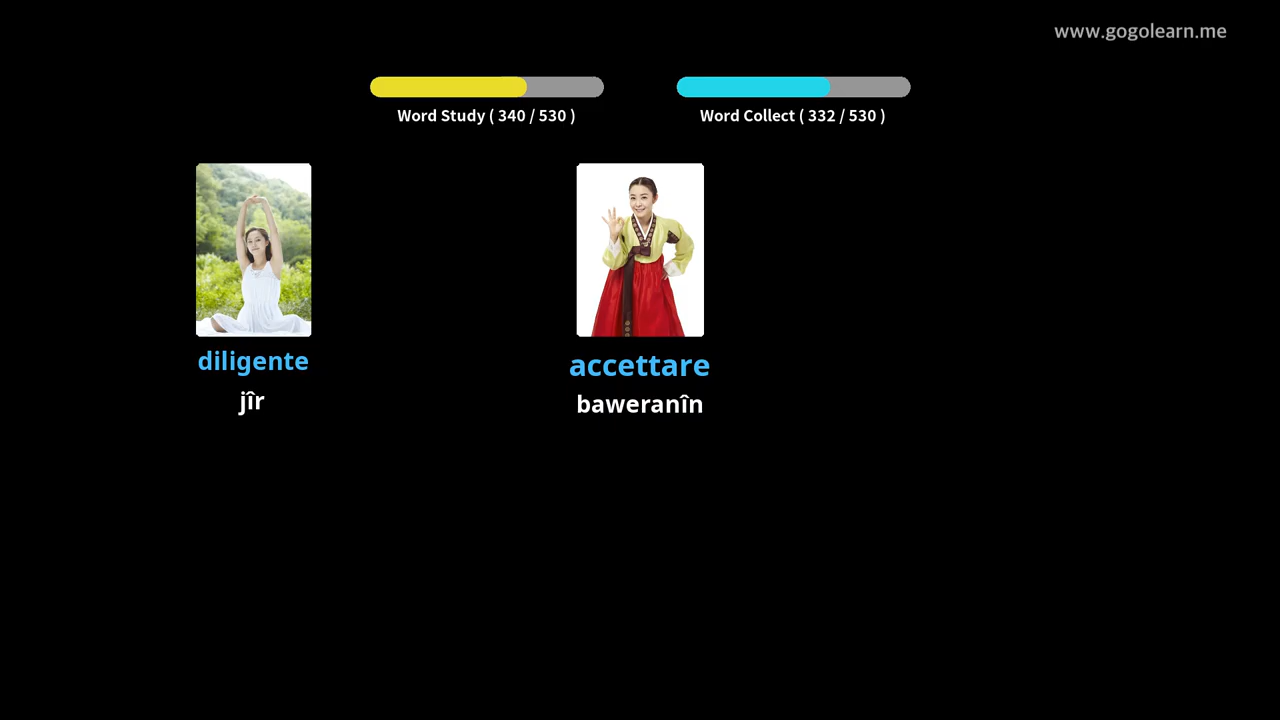 www.gogolearn.me
Word Study ( 340 / 530 )
Word Collect ( 332 / 530 )
diligente
jîr
accettare
baweranîn